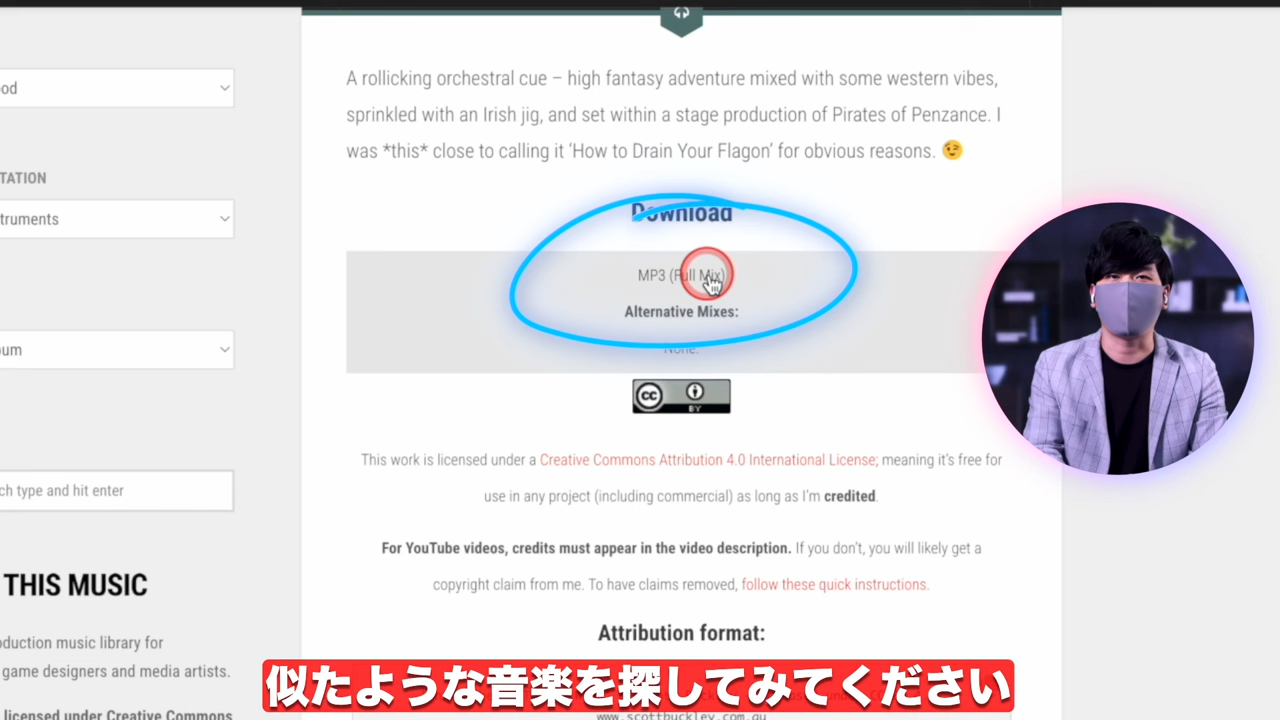 A rollicking orchestral cue – high fantasy adventure mixed with some western vibes,
sprinkled with an Irish jig, and set within a stage production of Pirates of Penzance. I
was *this* close to calling it ‘How to Drain Your Flagon’ for obvious reasons. 😉
Download
MP3 (Full Mix)
Alternative Mixes:
None.
CC BY
This work is licensed under a Creative Commons Attribution 4.0 International License; meaning it’s free for
use in any project (including commercial) as long as I’m credited.
For YouTube videos, credits must appear in the video description. If you don’t, you will likely get a
copyright claim from me. To have claims removed, follow these quick instructions.
Attribution format:
www.scottbuckley.com.au
ood
TATION
truments
bum
ch type and hit enter
THIS MUSIC
oduction music library for
game designers and media artists.
licensed under Creative Commons
似たような音楽を探してみてください